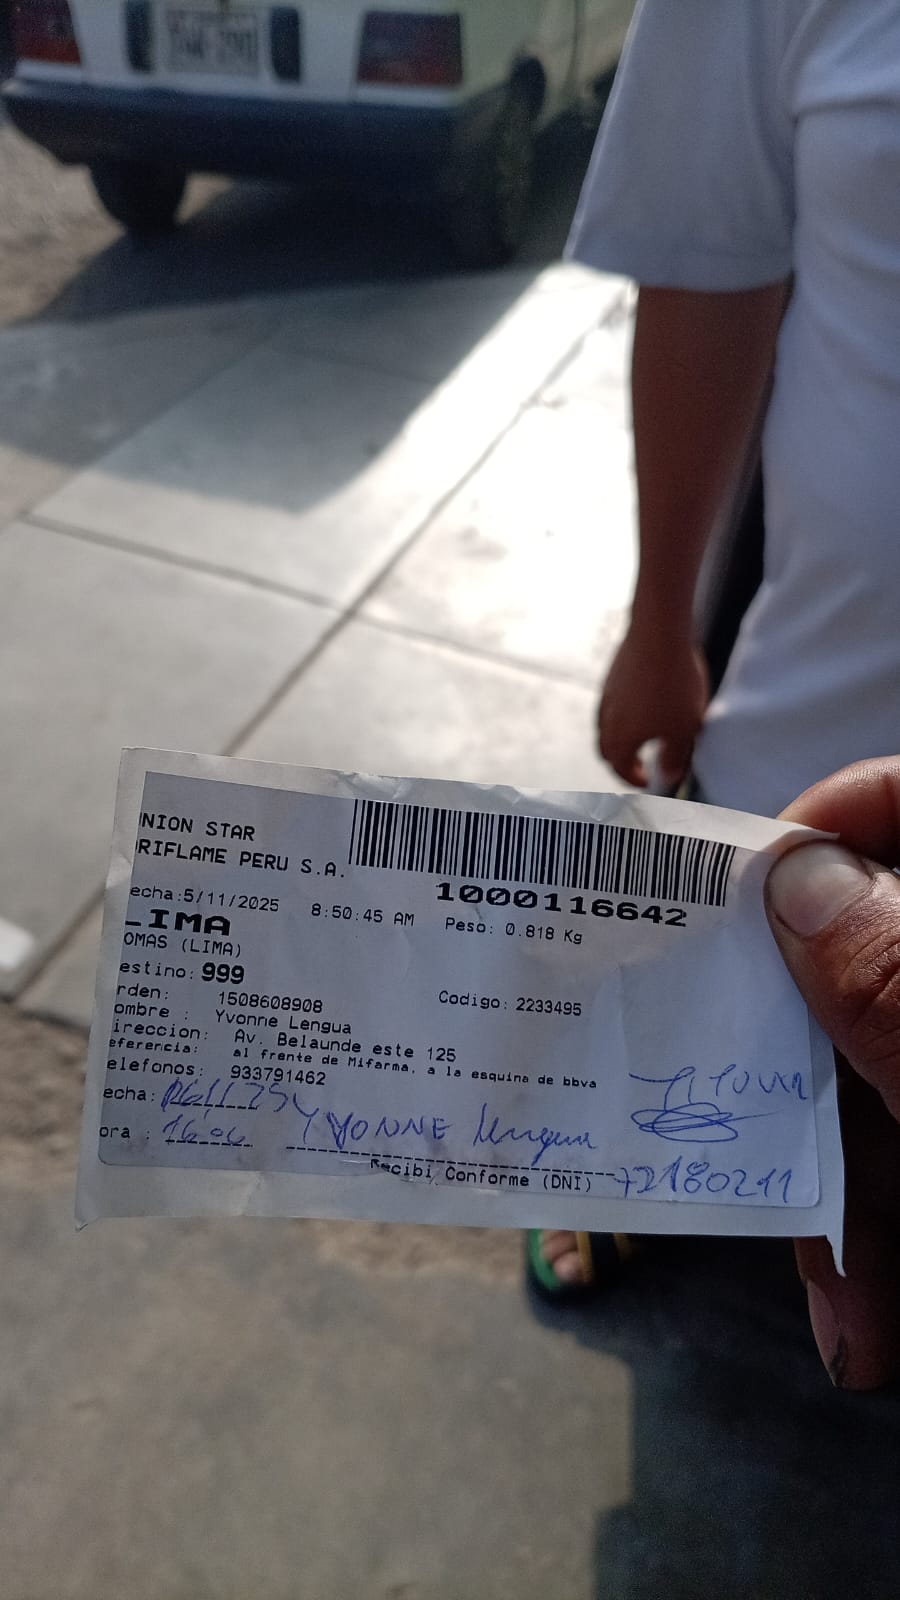 NION STAR
RIFLAME PERU S.A.
1000116642
echa:5/11/2025 8:50:45 AM Peso: 0.818 Kg
LIMA
OMAS (LIMA)
estino: 999
rden: 1508608908 Codigo: 2233495
ombre : Yvonne Lengua
ireccion: Av. Belaunde este 125
eferencia: al frente de Mifarma, a la esquina de bbva
elefonos: 933791462
echa:
ora : 16:06 YVONNE lengua
Recibi Conforme (DNI) 72180211